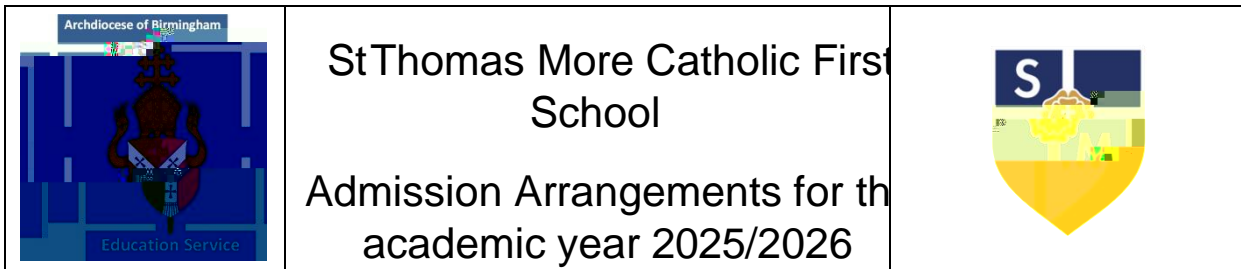 Archdiocese of Birmingham
Education Service
St Thomas More Catholic First
School
Admission Arrangements for th
academic year 2025/2026
S
M